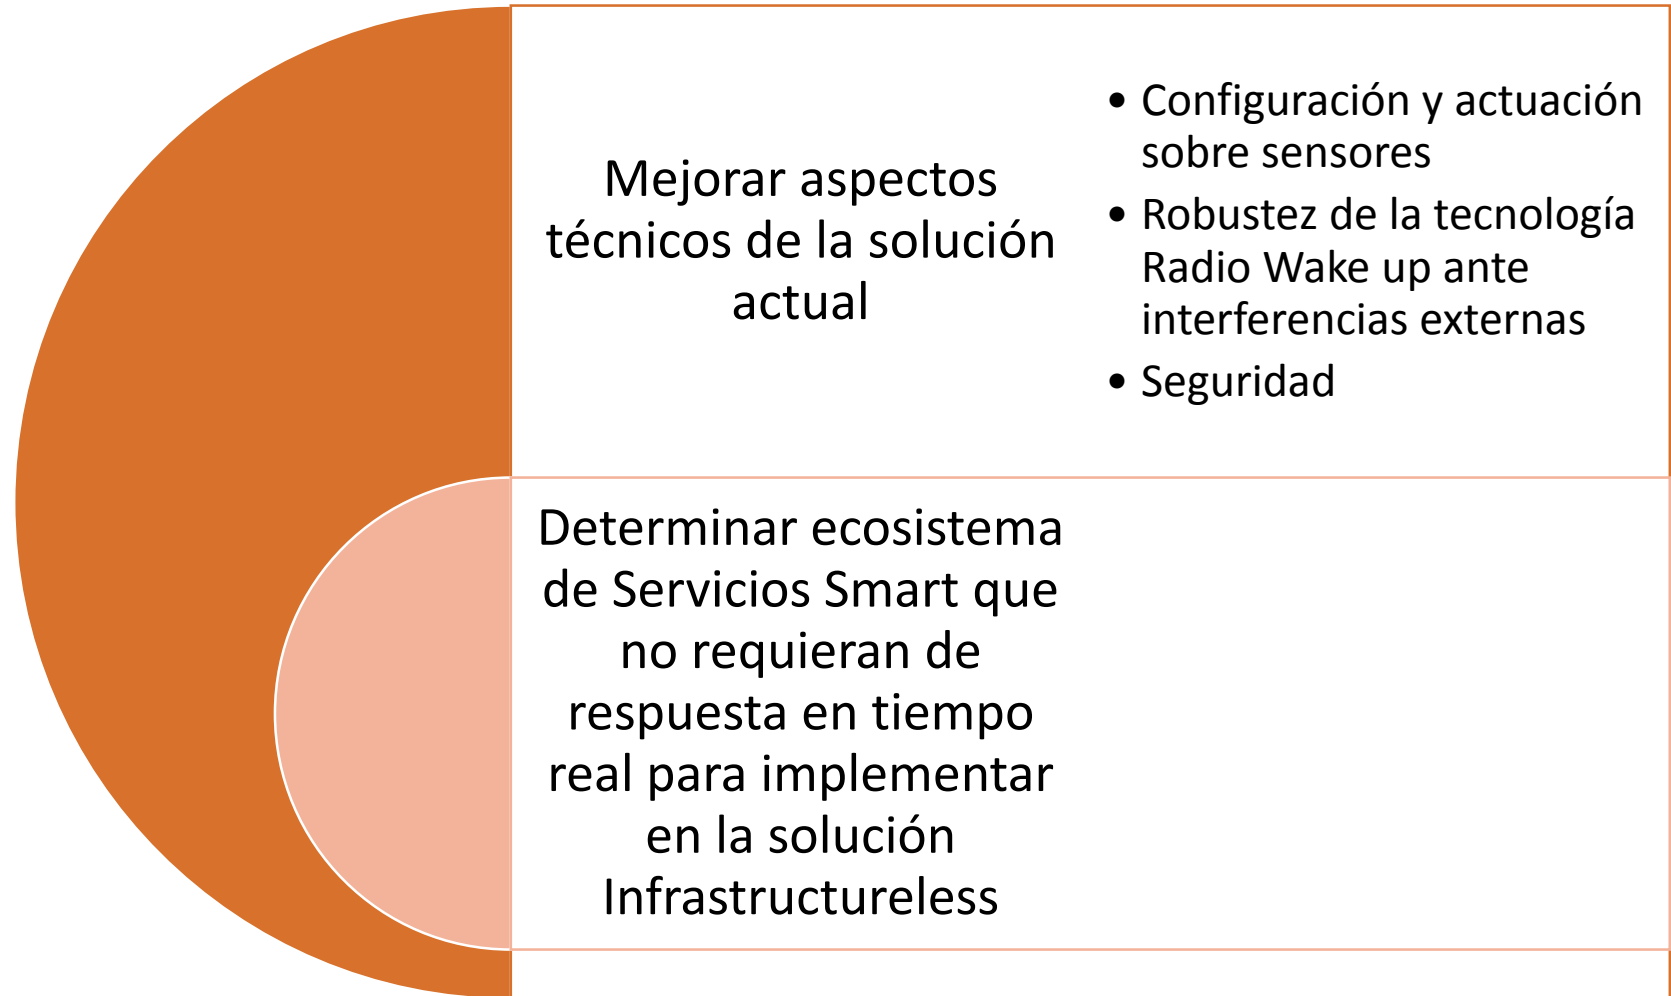 Mejorar aspectos
técnicos de la solución
actual
• Configuración y actuación
sobre sensores
• Robustez de la tecnología
Radio Wake up ante
interferencias externas
• Seguridad
Determinar ecosistema
de Servicios Smart que
no requieran de
respuesta en tiempo
real para implementar
en la solución
Infrastructureless